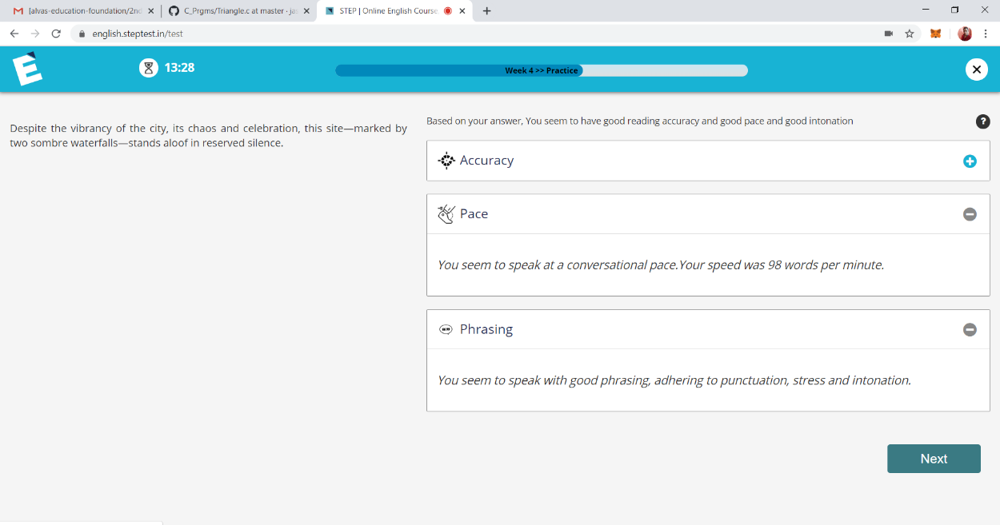 [alvas-education-foundation/2nd
C_Prgms/Triangle.c at master · ja
STEP | Online English Course
english.steptest.in/test
13:28
Week 4 >> Practice
Despite the vibrancy of the city, its chaos and celebration, this site—marked by
two sombre waterfalls—stands aloof in reserved silence.
Based on your answer, You seem to have good reading accuracy and good pace and good intonation
Accuracy
Pace
You seem to speak at a conversational pace.Your speed was 98 words per minute.
Phrasing
You seem to speak with good phrasing, adhering to punctuation, stress and intonation.
Next